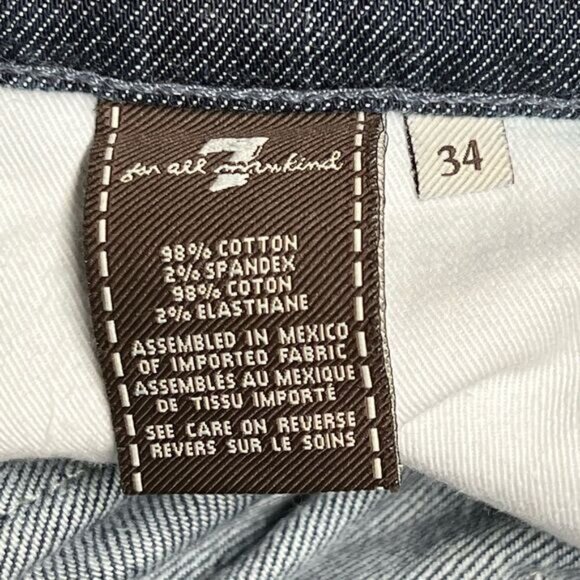 7
for all mankind
34
98% COTTON
2% SPANDEX
98% COTON
2% ELASTHANE
ASSEMBLED IN MEXICO
OF IMPORTED FABRIC
ASSEMBLÉS AU MEXIQUE
DE TISSU IMPORTÉ
SEE CARE ON REVERSE
REVERS SUR LE SOINS